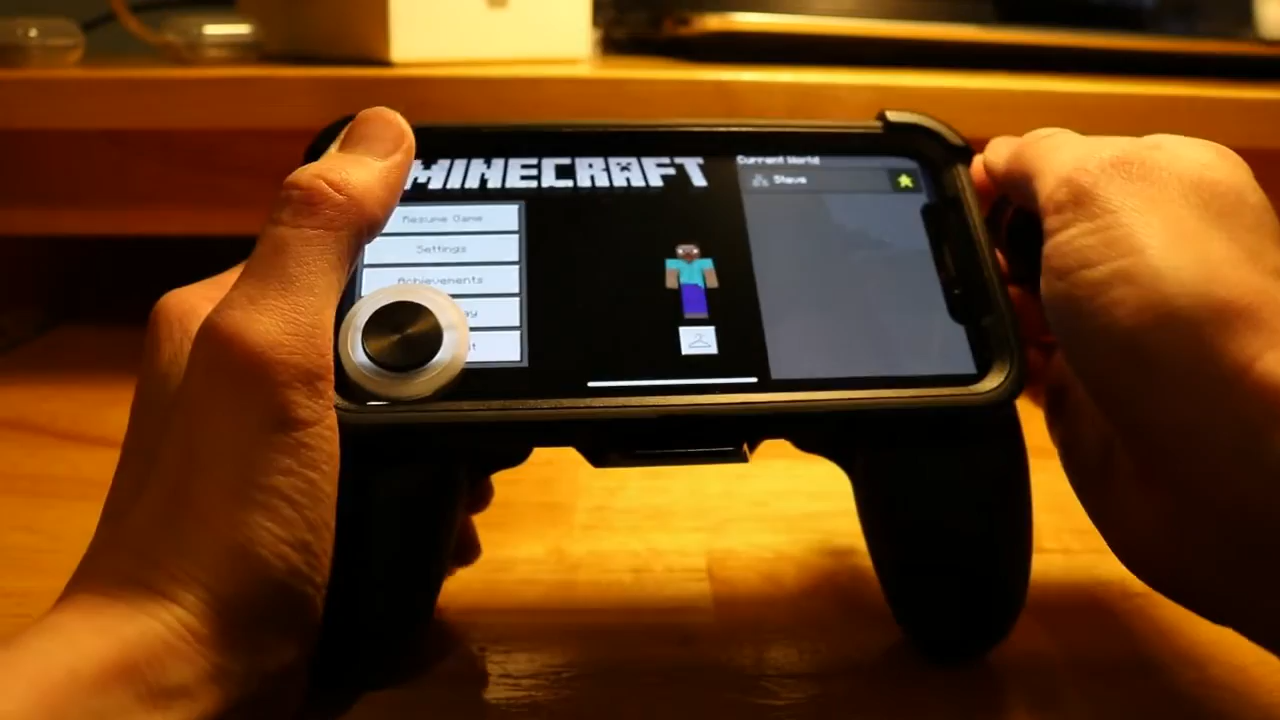 MINECRAFT
Current World
Steve
Resume Game
Settings
Achievements